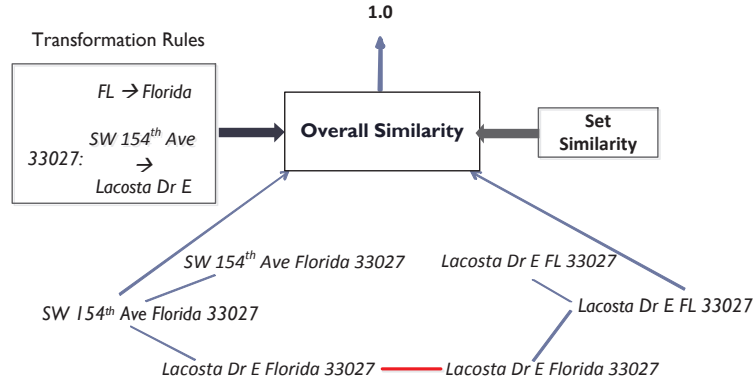 1.0
Transformation Rules
FL → Florida
SW 154th Ave
33027:
→
Lacosta Dr E
Overall Similarity
Set
Similarity
SW 154th Ave Florida 33027
Lacosta Dr E FL 33027
SW 154th Ave Florida 33027
Lacosta Dr E FL 33027
Lacosta Dr E Florida 33027
Lacosta Dr E Florida 33027